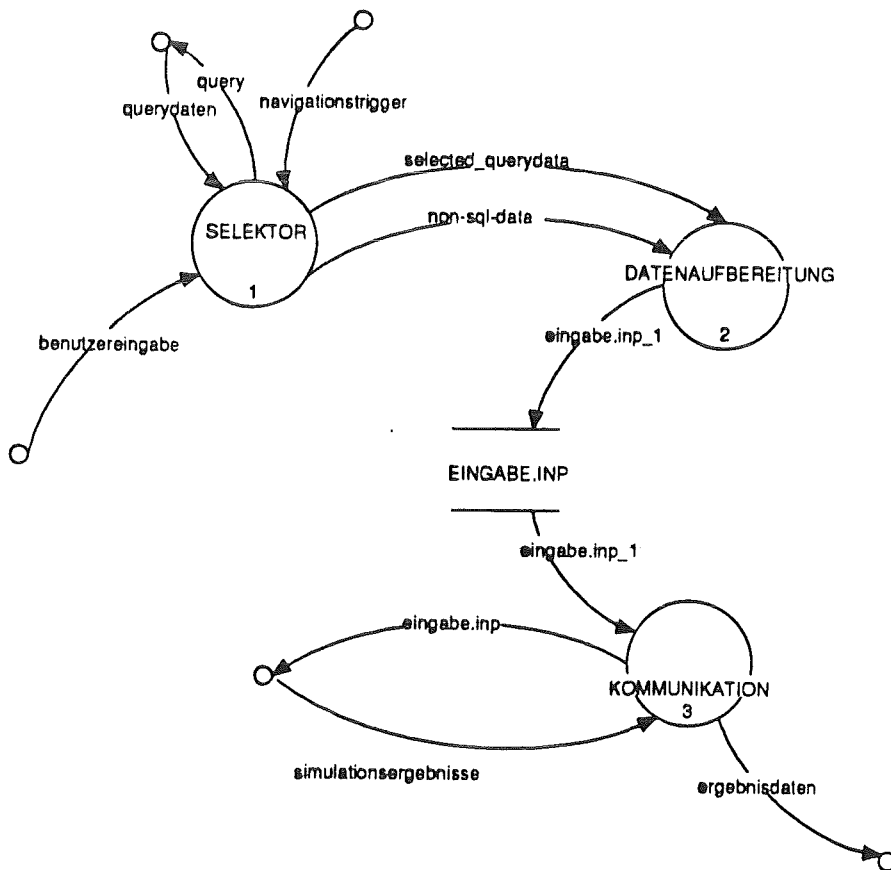 query
querydaten
navigationstrigger
selected_querydata
non-sql-data
SELEKTOR
1
DATENAUFBEREITUNG
2
benutzereingabe
eingabe.inp_1
EINGABE.INP
eingabe.inp_1
eingabe.inp
KOMMUNIKATION
3
simulationsergebnisse
ergebnisdaten